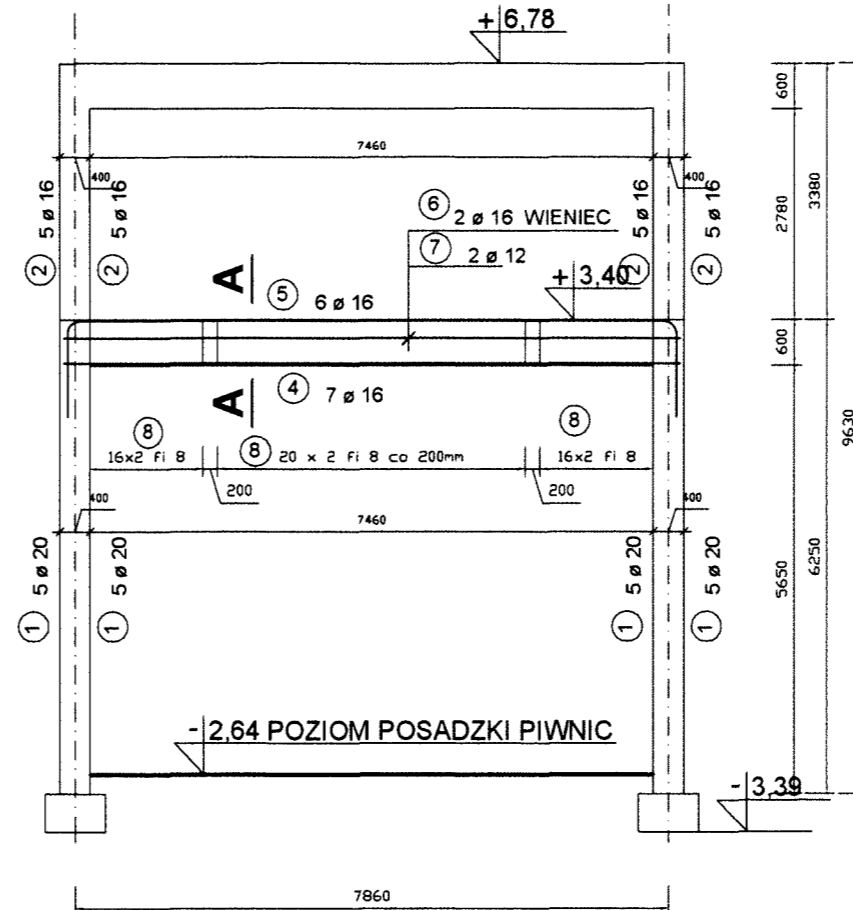 + 6,78
600
7460
400
400
2780
3380
5 ø 16
5 ø 16
2
2
6
2 ø 16 WIENIEC
7
2 ø 12
5 ø 16
5 ø 16
2
2
A
5
6 ø 16
+ 3,40
600
9630
A
4
7 ø 16
8
16x2 fi 8
8
20 x 2 fi 8 co 200mm
8
16x2 fi 8
200
200
400
7460
400
5 ø 20
5 ø 20
1
1
5 ø 20
5 ø 20
1
1
5650
6250
- 2,64 POZIOM POSADZKI PIWNIC
- 3,39
7860